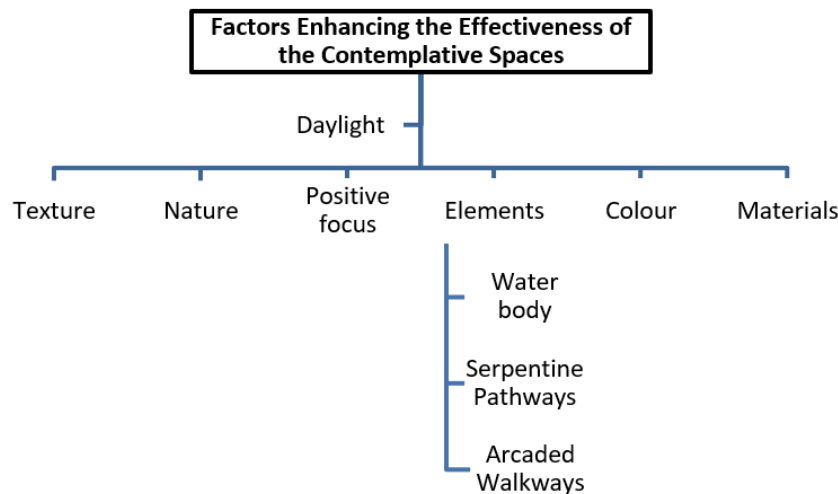 Factors Enhancing the Effectiveness of
the Contemplative Spaces
Daylight
Texture
Nature
Positive
focus
Elements
Colour
Materials
Water
body
Serpentine
Pathways
Arcaded
Walkways